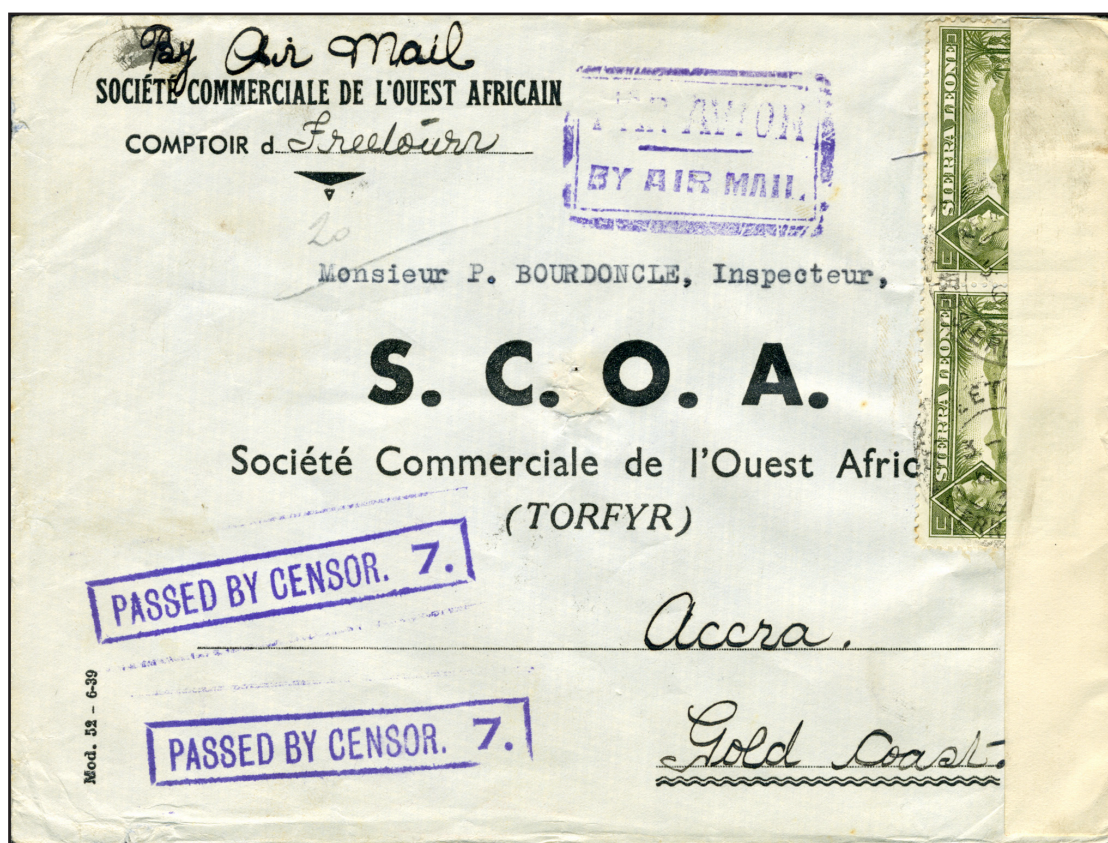 By Air Mail
SOCIÉTÉ COMMERCIALE DE L'OUEST AFRICAIN
COMPTOIR d Freetown
PAR AVION
BY AIR MAIL
20
Monsieur P. BOURDONCLE, Inspecteur,
S. C. O. A.
Société Commerciale de l'Ouest Afric
(TORFYR)
PASSED BY CENSOR. 7.
Accra.
PASSED BY CENSOR. 7.
Gold Coast.
Mod. 52 - 6-39
SIERRA LEONE
SIERRA LEONE